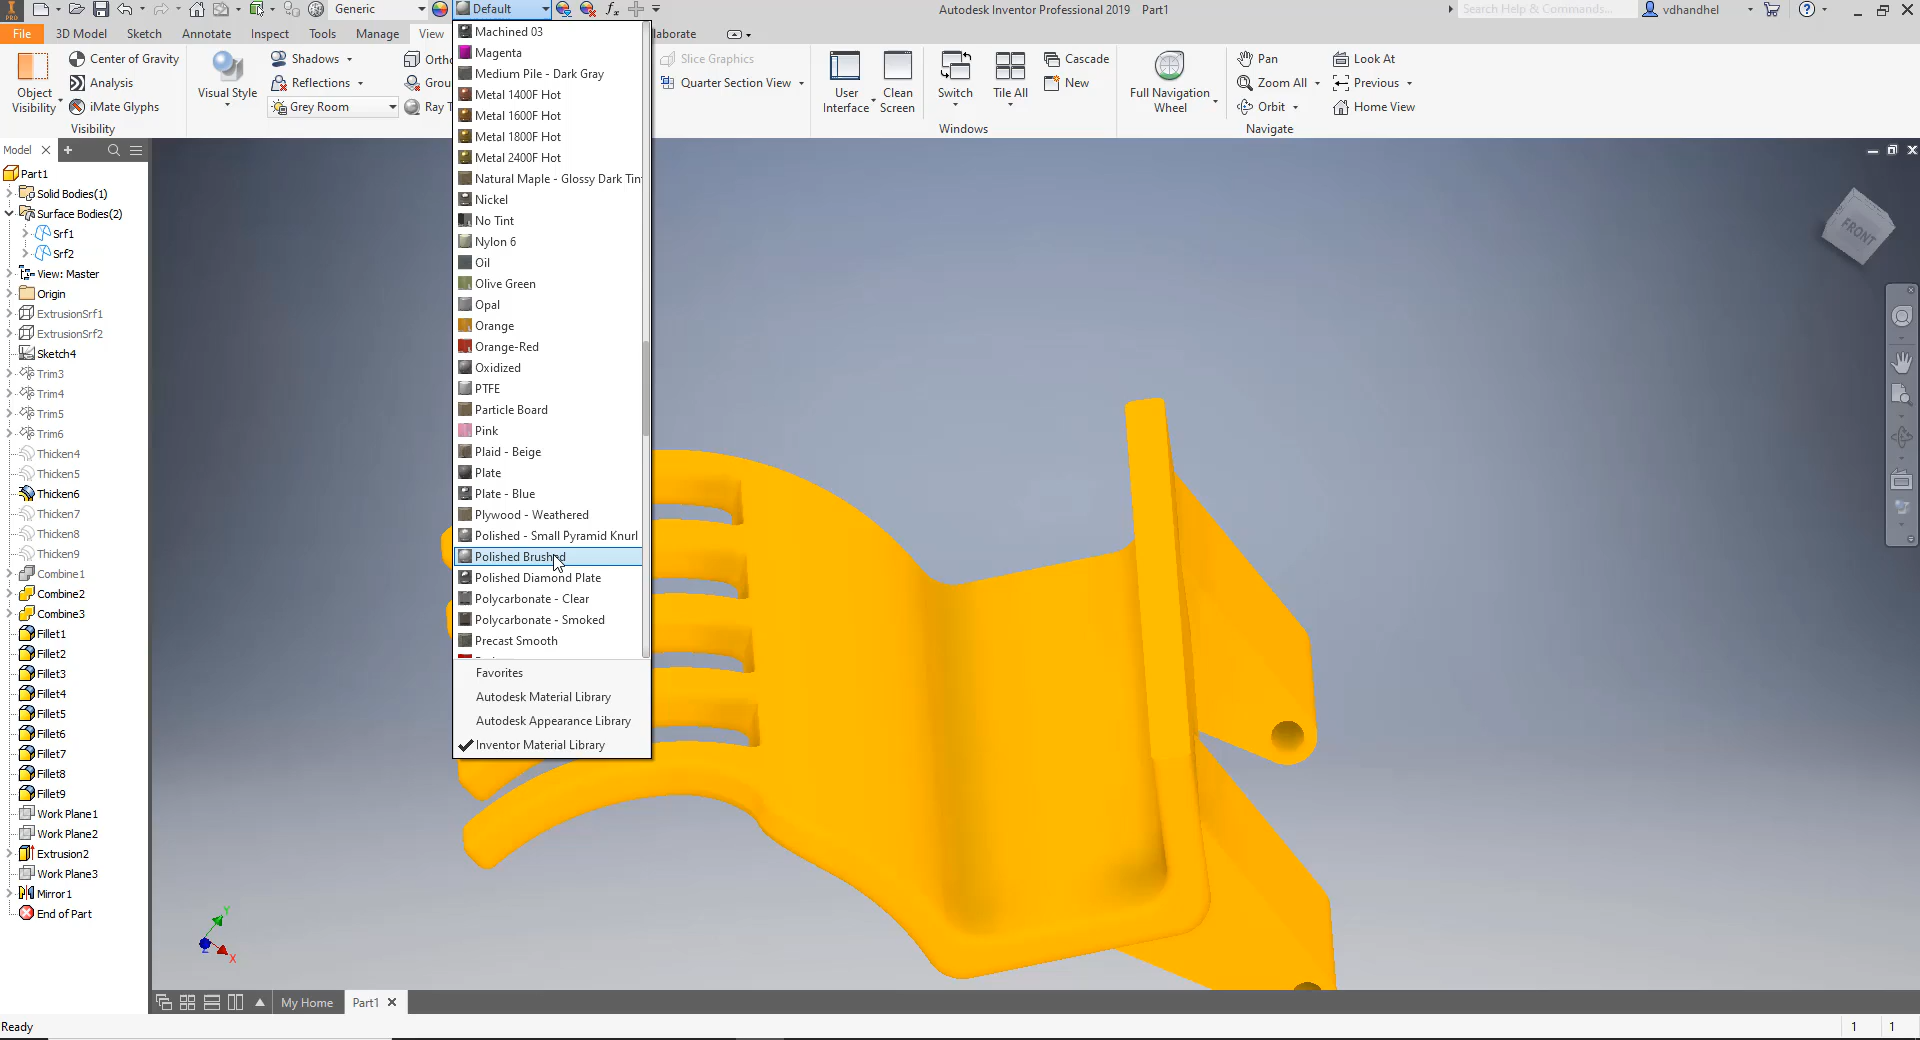 Generic
Default
Autodesk Inventor Professional 2019 Part1
Search Help & Commands...
vdhandhel
File
3D Model
Sketch
Annotate
Inspect
Tools
Manage
View
Object
Visibility
Center of Gravity
Analysis
iMate Glyphs
Visibility
Visual Style
Shadows
Reflections
Grey Room
Slice Graphics
Quarter Section View
User
Interface
Clean
Screen
Switch
Tile All
Cascade
New
Windows
Full Navigation
Wheel
Pan
Zoom All
Orbit
Look At
Previous
Home View
Navigate
Model
Part1
Solid Bodies(1)
Surface Bodies(2)
Srf1
Srf2
View: Master
Origin
ExtrusionSrf1
ExtrusionSrf2
Sketch4
Trim3
Trim4
Trim5
Trim6
Thicken4
Thicken5
Thicken6
Thicken7
Thicken8
Thicken9
Combine1
Combine2
Combine3
Fillet1
Fillet2
Fillet3
Fillet4
Fillet5
Fillet6
Fillet7
Fillet8
Fillet9
Work Plane1
Work Plane2
Extrusion2
Work Plane3
Mirror1
End of Part
Machined 03
Magenta
Medium Pile - Dark Gray
Metal 1400F Hot
Metal 1600F Hot
Metal 1800F Hot
Metal 2400F Hot
Natural Maple - Glossy Dark Tin
Nickel
No Tint
Nylon 6
Oil
Olive Green
Opal
Orange
Orange-Red
Oxidized
PTFE
Particle Board
Pink
Plaid - Beige
Plate
Plate - Blue
Plywood - Weathered
Polished - Small Pyramid Knurl
Polished Brushed
Polished Diamond Plate
Polycarbonate - Clear
Polycarbonate - Smoked
Precast Smooth
Favorites
Autodesk Material Library
Autodesk Appearance Library
Inventor Material Library
FRONT
Y
X
Z
My Home
Part1
Ready
1
1